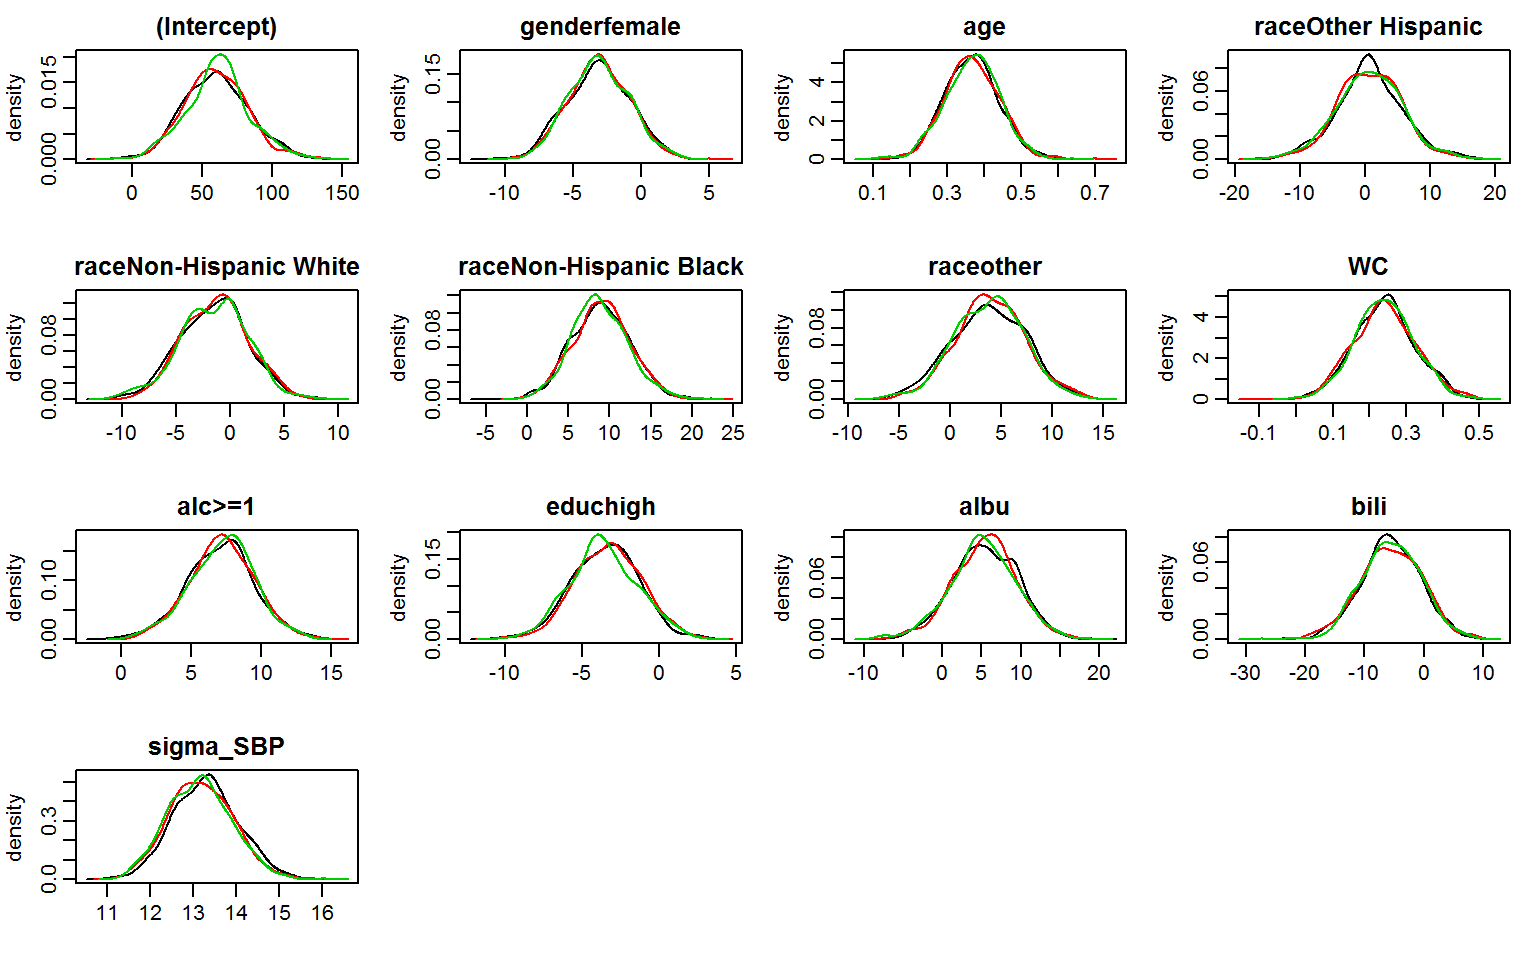 (Intercept)
genderfemale
age
raceOther Hispanic
density
0.000 0.015
0 50 100 150
density
0.00 0.15
-10 -5 0 5
density
0 2 4
0.1 0.3 0.5 0.7
density
0.00 0.06
-20 -10 0 10 20
raceNon-Hispanic White
raceNon-Hispanic Black
raceother
WC
density
0.00 0.08
-10 -5 0 5 10
density
0.00 0.08
-5 0 5 10 15 20 25
density
0.00 0.08
-10 -5 0 5 10 15
density
0 2 4
-0.1 0.1 0.3 0.5
alc>=1
educhigh
albu
bili
density
0.00 0.10
0 5 10 15
density
0.00 0.15
-10 -5 0 5
density
0.00 0.06
-10 0 10 20
density
0.00 0.06
-30 -20 -10 0 10
sigma_SBP
density
0.0 0.3
11 12 13 14 15 16